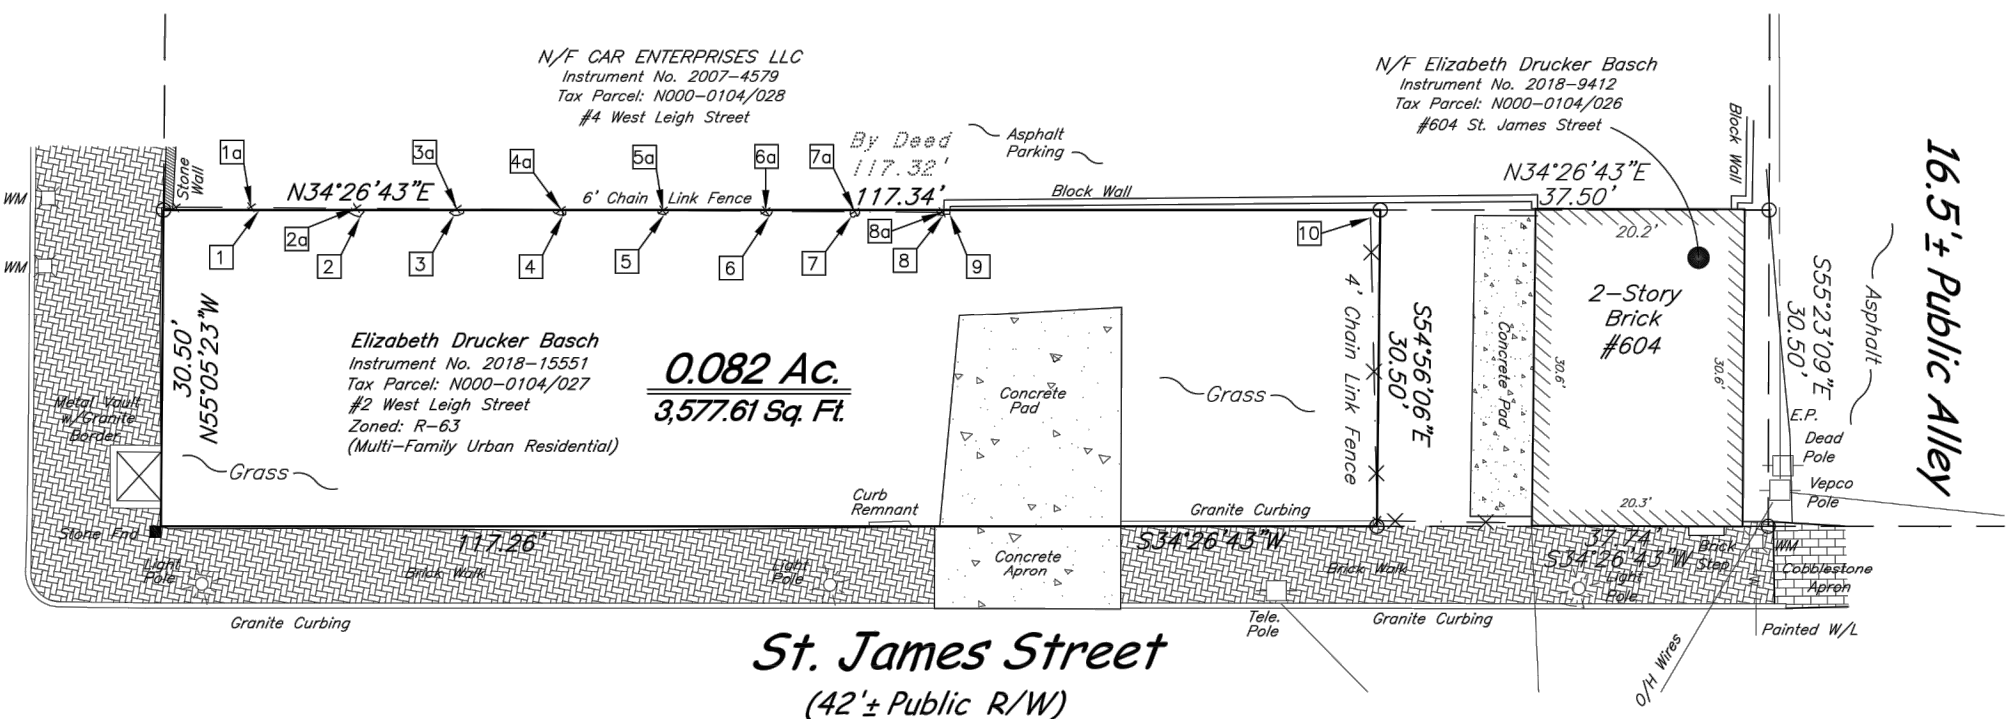 N/F CAR ENTERPRISES LLC
Instrument No. 2007-4579
Tax Parcel: N000-0104/028
#4 West Leigh Street
N/F Elizabeth Drucker Basch
Instrument No. 2018-9412
Tax Parcel: N000-0104/026
#604 St. James Street
By Deed
117.32'
117.34'
Asphalt
Parking
Block Wall
Block Wall
16.5'± Public Alley
WM
WM
Stone
Wall
1a
N34°26'43"E
2a
3a
4a
5a
6a
7a
8a
6' Chain Link Fence
1
2
3
4
5
6
7
8
9
10
N34°26'43"E
37.50'
20.2'
2-Story
Brick
#604
30.6'
30.6'
20.3'
S55°23'09"E
30.50'
Asphalt
E.P.
Dead
Pole
Vepco
Pole
30.50'
N55°05'23"W
Elizabeth Drucker Basch
Instrument No. 2018-15551
Tax Parcel: N000-0104/027
#2 West Leigh Street
Zoned: R-63
(Multi-Family Urban Residential)
0.082 Ac.
3,577.61 Sq. Ft.
Concrete
Pad
Grass
4' Chain Link Fence
S54°56'06"E
30.50'
Concrete Pad
Metal Vault
w/Granite
Border
Grass
Curb
Remnant
Granite Curbing
Stone Fnd
117.26'
Light
Pole
Brick Walk
Light
Pole
Concrete
Apron
S34°26'43"W
Brick Walk
37.74'
S34°26'43"W
Brick
Step
Light
Pole
WM
Cobblestone
Apron
W
Granite Curbing
Tele.
Pole
Granite Curbing
O/H Wires
Painted W/L
St. James Street
(42'± Public R/W)